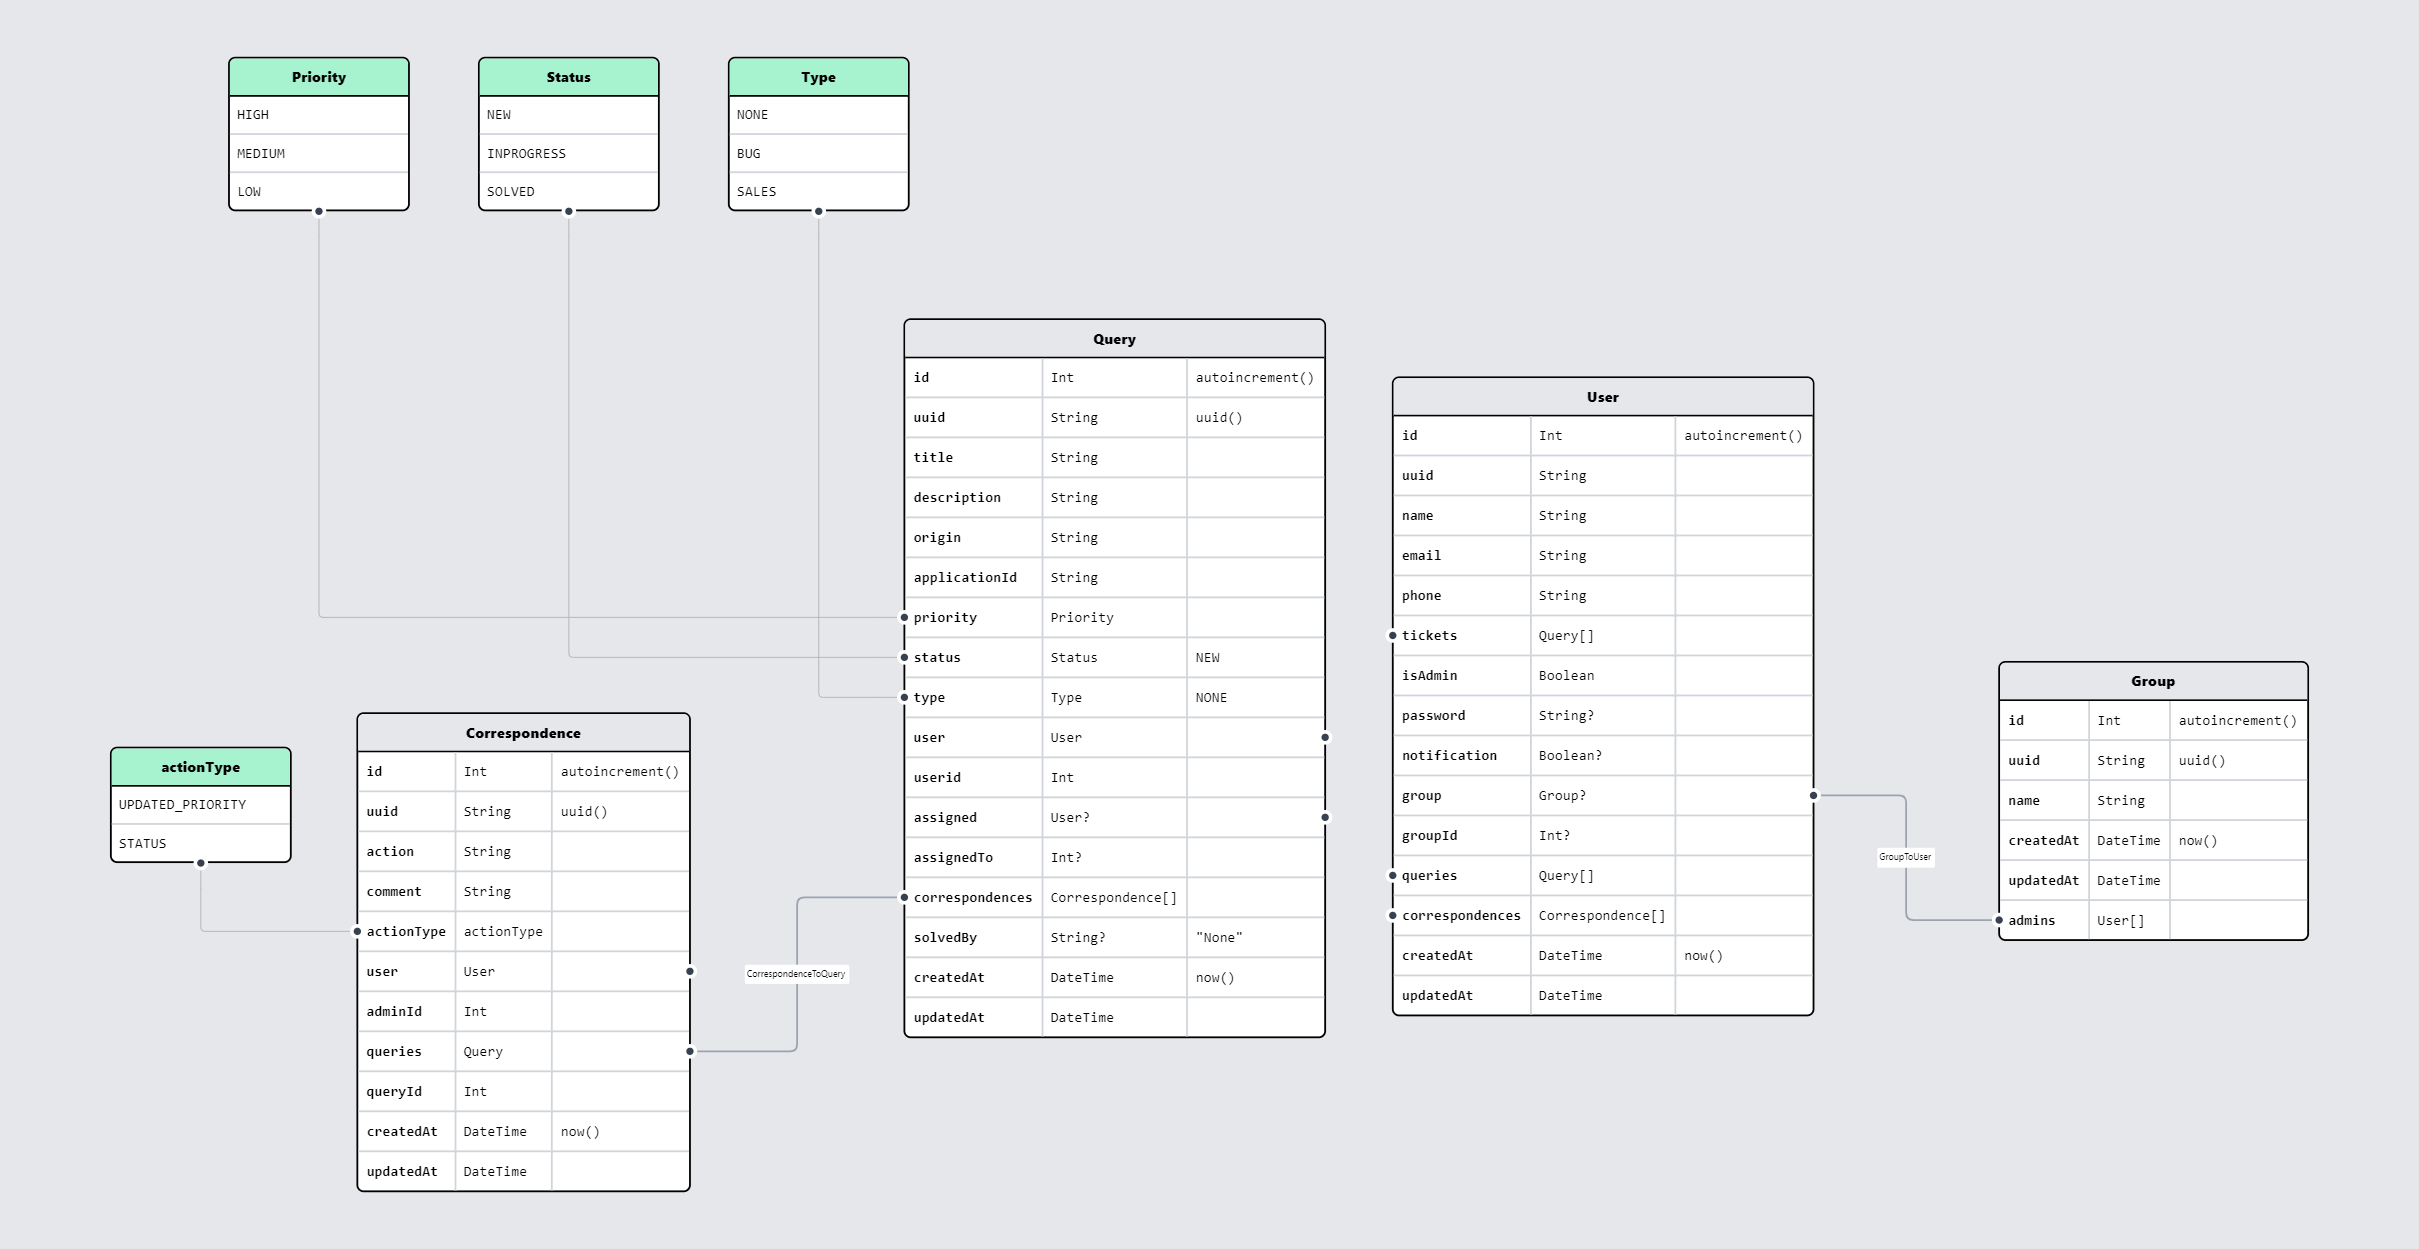 Priority
HIGH
MEDIUM
LOW
Status
NEW
INPROGRESS
SOLVED
Type
NONE
BUG
SALES
Query
id Int autoincrement()
uuid String uuid()
title String
description String
origin String
applicationId String
priority Priority
status Status NEW
type Type NONE
user User
userid Int
assigned User?
assignedTo Int?
correspondences Correspondence[]
solvedBy String? "None"
createdAt DateTime now()
updatedAt DateTime
User
id Int autoincrement()
uuid String
name String
email String
phone String
tickets Query[]
isAdmin Boolean
password String?
notification Boolean?
group Group?
groupId Int?
queries Query[]
correspondences Correspondence[]
createdAt DateTime now()
updatedAt DateTime
GroupToUser
Group
id Int autoincrement()
uuid String uuid()
name String
createdAt DateTime now()
updatedAt DateTime
admins User[]
actionType
UPDATED_PRIORITY
STATUS
Correspondence
id Int autoincrement()
uuid String uuid()
action String
comment String
actionType actionType
user User
adminId Int
queries Query
queryId Int
createdAt DateTime now()
updatedAt DateTime
CorrespondenceToQuery